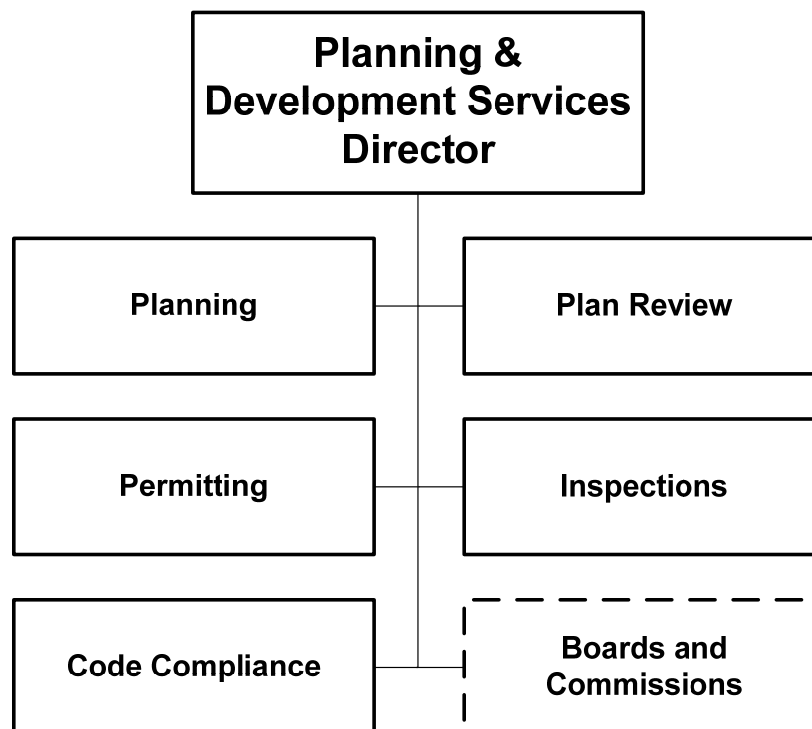 Planning &
Development Services
Director
Planning
Plan Review
Permitting
Inspections
Code Compliance
Boards and
Commissions